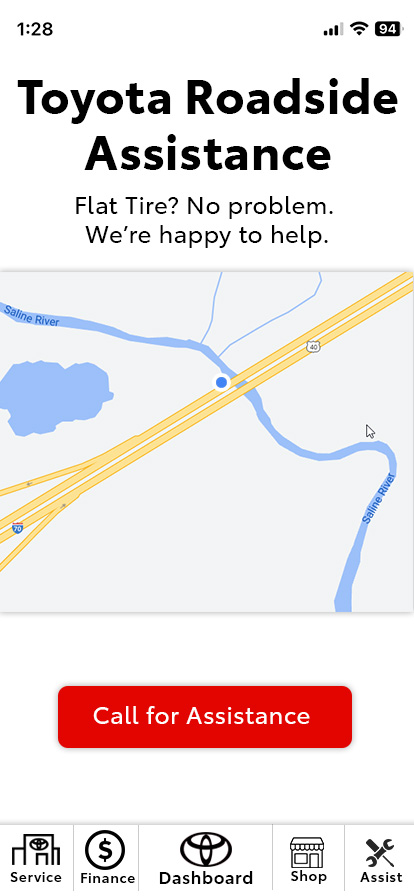 1:28
94
Toyota Roadside
Assistance
Flat Tire? No problem.
We’re happy to help.
Saline River
40
Saline River
70
Call for Assistance
Service
Finance
Dashboard
Shop
Assist